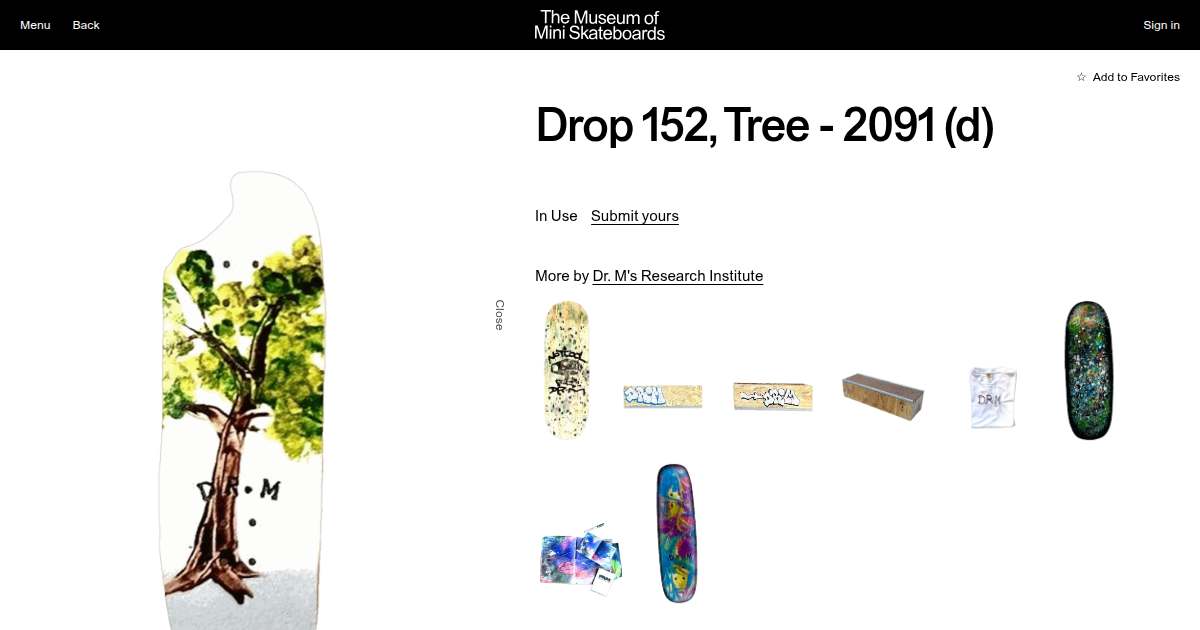 Menu
Back
The Museum of
Mini Skateboards
Sign in
☆ Add to Favorites
Drop 152, Tree - 2091 (d)
In Use Submit yours
More by Dr. M's Research Institute
Close
DR•M
DRM